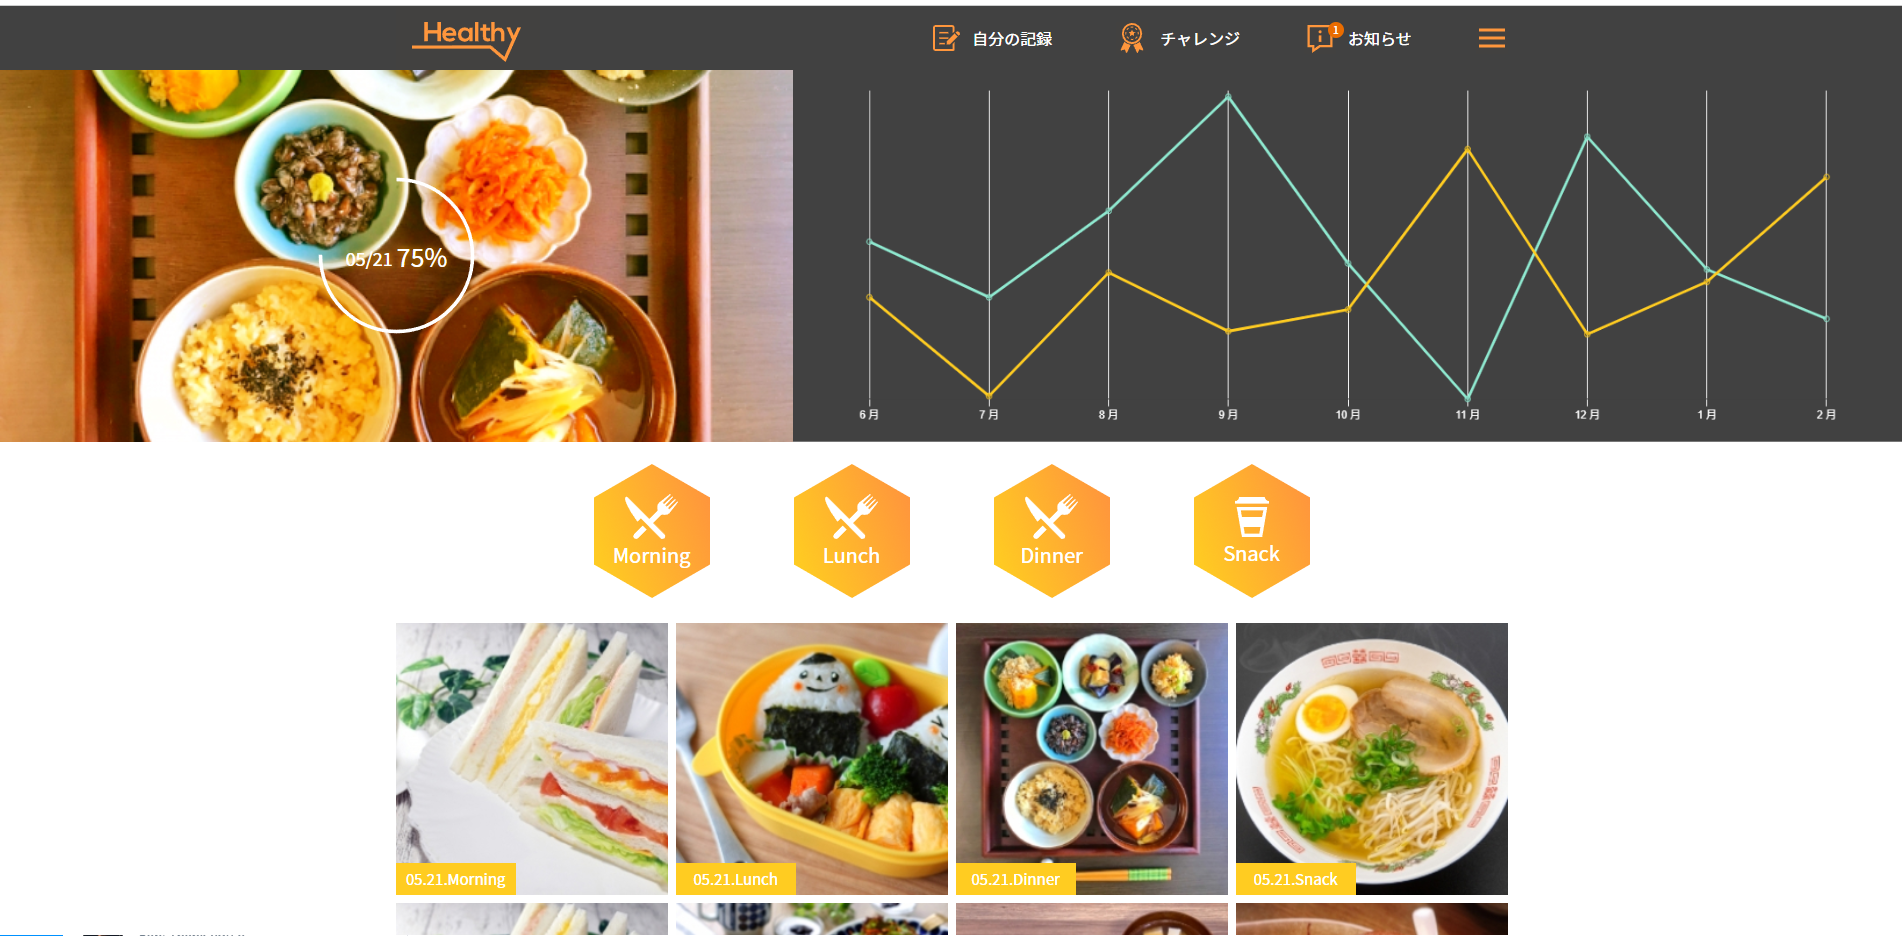 Healthy
自分の記録
チャレンジ
1
お知らせ
05/21 75%
6月 7月 8月 9月 10月 11月 12月 1月 2月
Morning
Lunch
Dinner
Snack
05.21.Morning
05.21.Lunch
05.21.Dinner
05.21.Snack